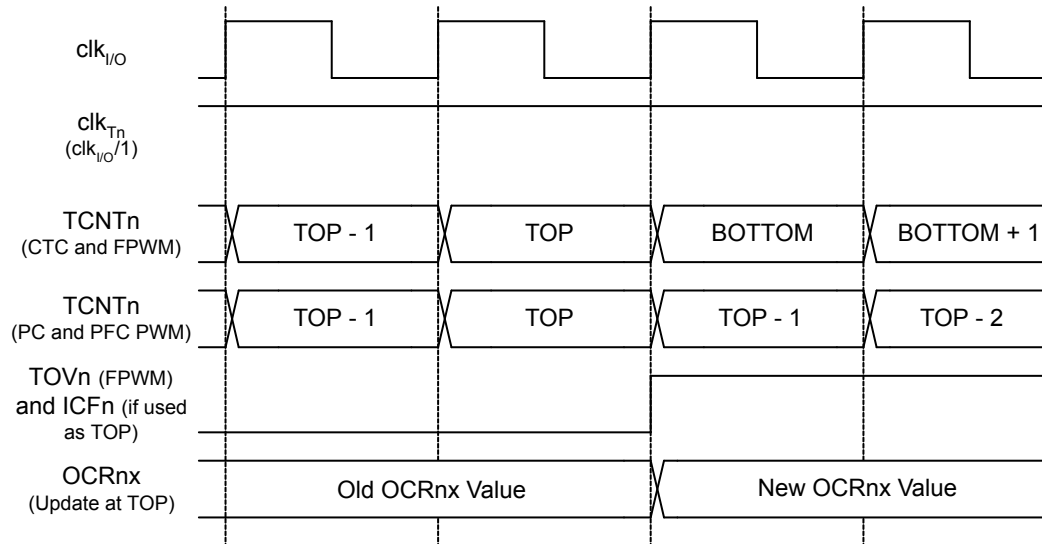 clkI/O
clkTn
(clkI/O/1)
TCNTn
(CTC and FPWM)
TOP - 1
TOP
BOTTOM
BOTTOM + 1
TCNTn
(PC and PFC PWM)
TOP - 1
TOP
TOP - 1
TOP - 2
TOVn (FPWM)
and ICFn (if used
as TOP)
OCRnx
(Update at TOP)
Old OCRnx Value
New OCRnx Value